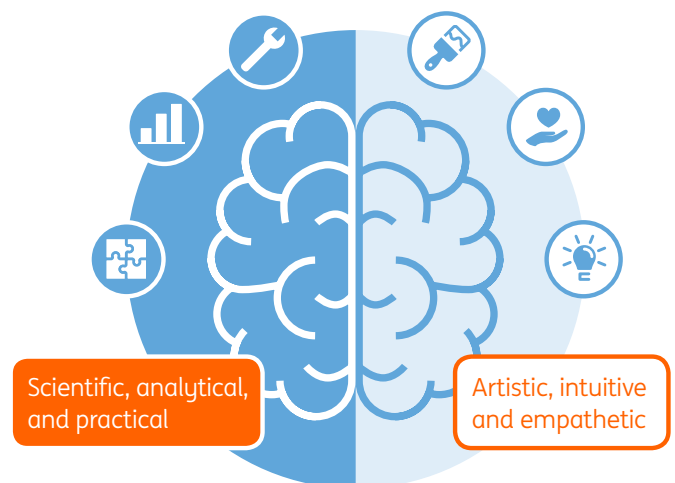 Scientific, analytical,
and practical
Artistic, intuitive
and empathetic